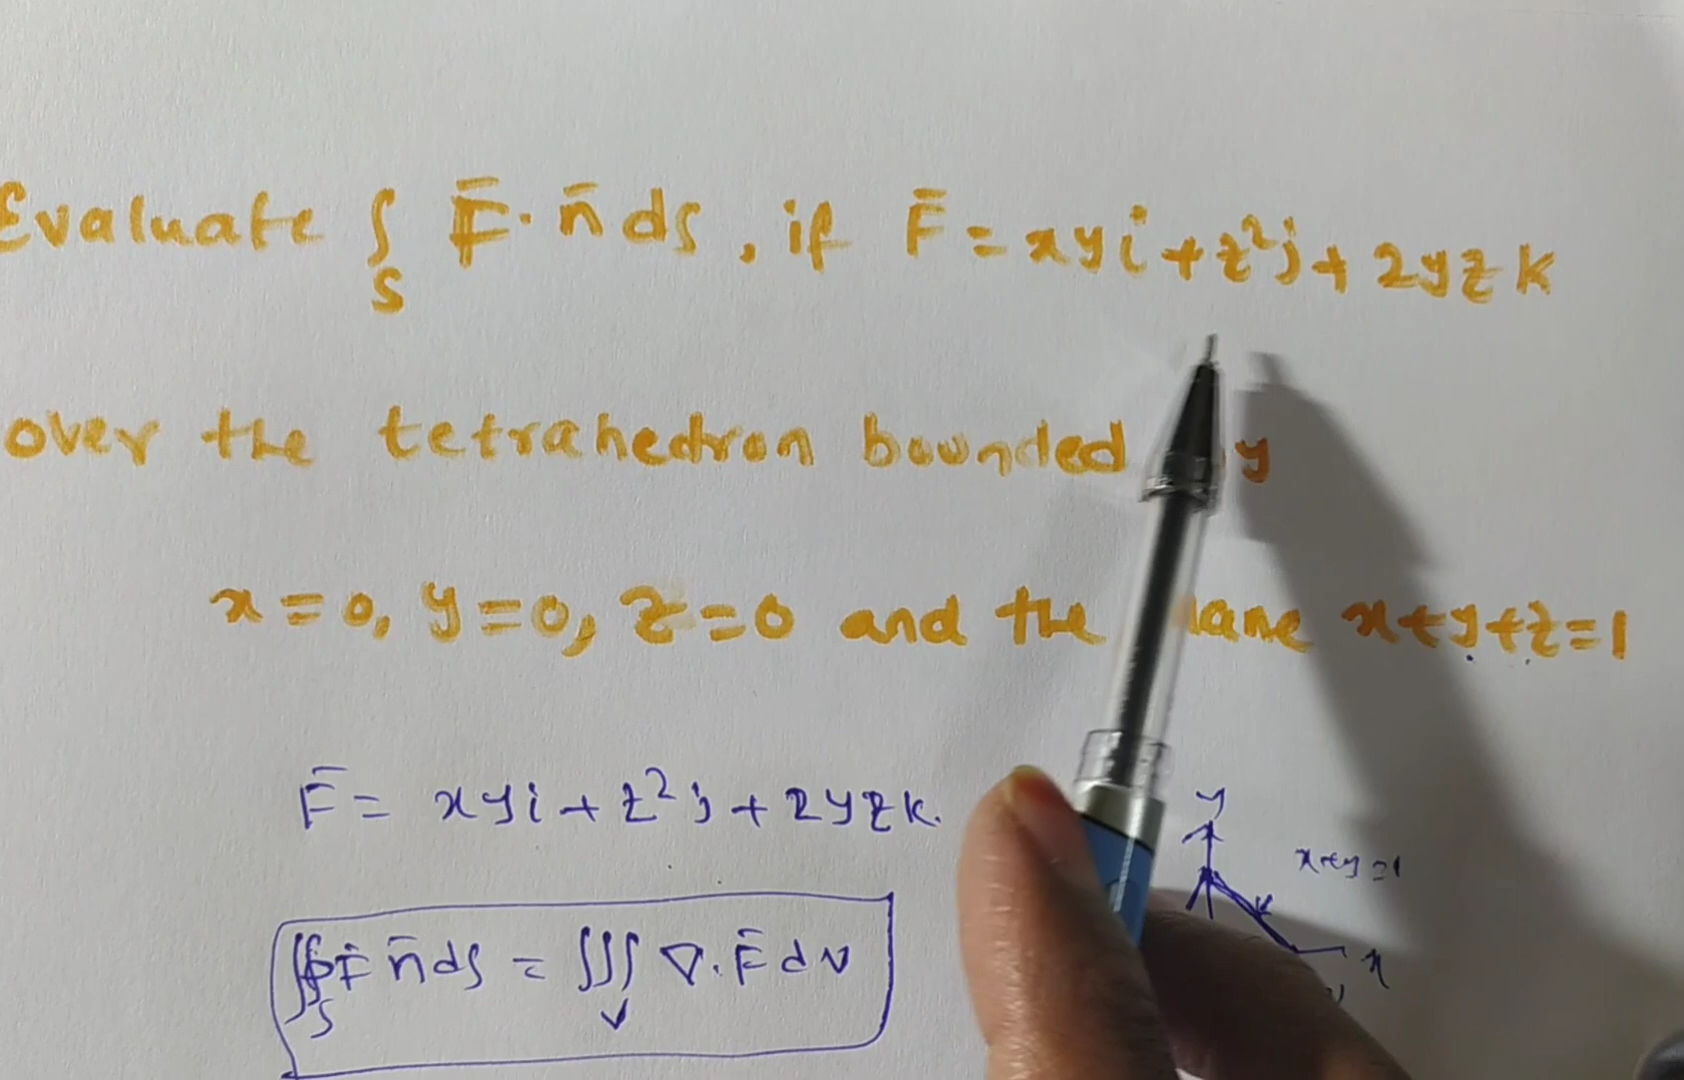 Evaluate ∫_S F̄·n̄ ds, if F̄ = xyi + z²j + 2yzk
over the tetrahedron bounded y
x=0, y=0, z=0 and the lane x+y+z=1
F̄ = xyi + z²j + 2yzk.
y
x+y=1
∯_S F̄ n̄ ds = ∭_V ∇·F̄ dv
x